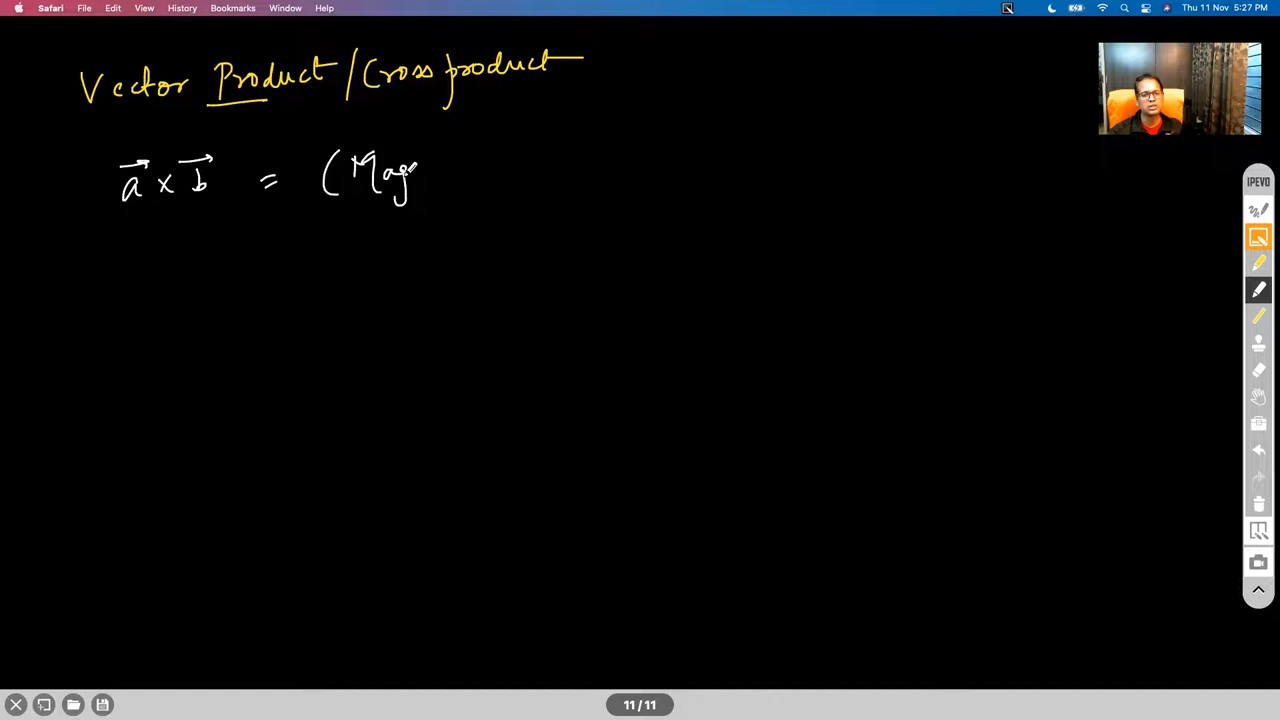 Safari File Edit View History Bookmarks Window Help Thu 11 Nov 5:27 PM
Vector Product/Cross product
a⃗ × b⃗ = (Mag
IPEVO
11/11